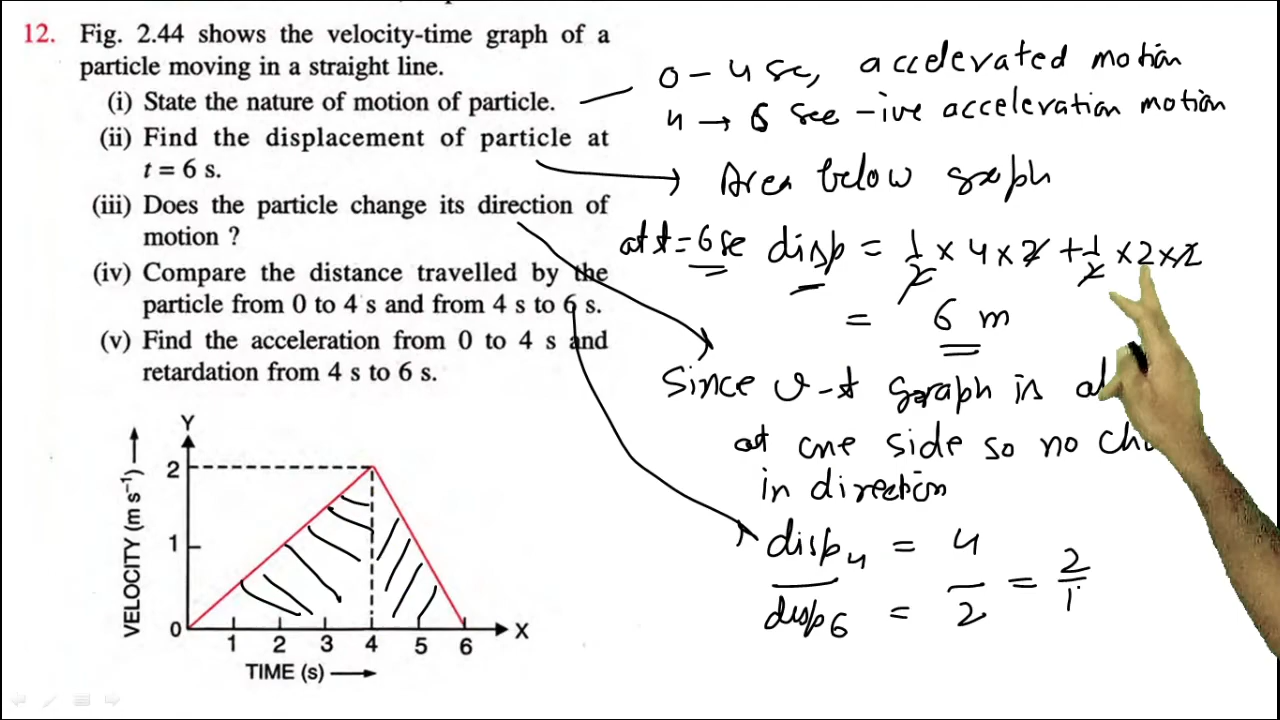 12. Fig. 2.44 shows the velocity-time graph of a
particle moving in a straight line.
(i) State the nature of motion of particle.
(ii) Find the displacement of particle at
t = 6 s.
(iii) Does the particle change its direction of
motion ?
(iv) Compare the distance travelled by the
particle from 0 to 4 s and from 4 s to 6 s.
(v) Find the acceleration from 0 to 4 s and
retardation from 4 s to 6 s.
Y
VELOCITY (m s⁻¹)
2
1
0
1 2 3 4 5 6
X
TIME (s)
0 - 4 sc, accelerated motion
4 → 6 see -ive acceleration motion
Area below graph
at t=6 se disp = 1/2 × 4 × 2 + 1/2 × 2 × 2
= 6 m
Since v-t graph is
at one side so no
in direction
disp4 = 4
disp6 = 2
= 2/1